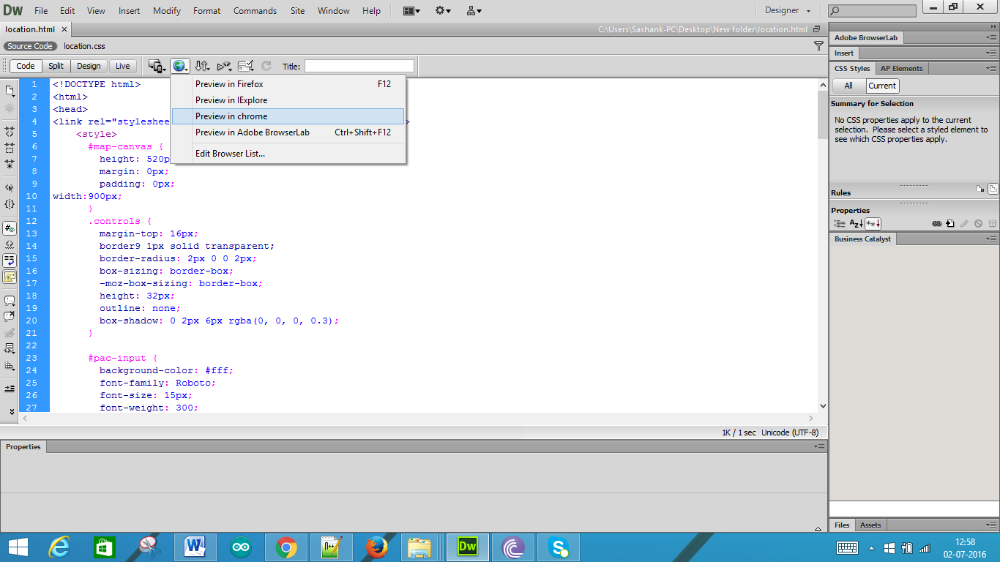 Dw File Edit View Insert Modify Format Commands Site Window Help Designer
location.html C:\Users\Sashank-PC\Desktop\New folder\location.html
Source Code location.css
Code Split Design Live Title:
Preview in Firefox F12
Preview in IExplore
Preview in chrome
Preview in Adobe BrowserLab Ctrl+Shift+F12
Edit Browser List...
1 <!DOCTYPE html>
2 <html>
3 <head>
4 <link rel="styleshee >
5 <style>
6 #map-canvas {
7 height: 520p
8 margin: 0px;
9 padding: 0px;
10 width:900px;
11 }
12 .controls {
13 margin-top: 16px;
14 border9 1px solid transparent;
15 border-radius: 2px 0 0 2px;
16 box-sizing: border-box;
17 -moz-box-sizing: border-box;
18 height: 32px;
19 outline: none;
20 box-shadow: 0 2px 6px rgba(0, 0, 0, 0.3);
21 }
22
23 #pac-input {
24 background-color: #fff;
25 font-family: Roboto;
26 font-size: 15px;
27 font-weight: 300;
1K / 1 sec Unicode (UTF-8)
Properties
Adobe BrowserLab
Insert
CSS Styles AP Elements
All Current
Summary for Selection
No CSS properties apply to the current
selection. Please select a styled element to
see which CSS properties apply.
Rules
Properties
Business Catalyst
Files Assets
12:58
02-07-2016